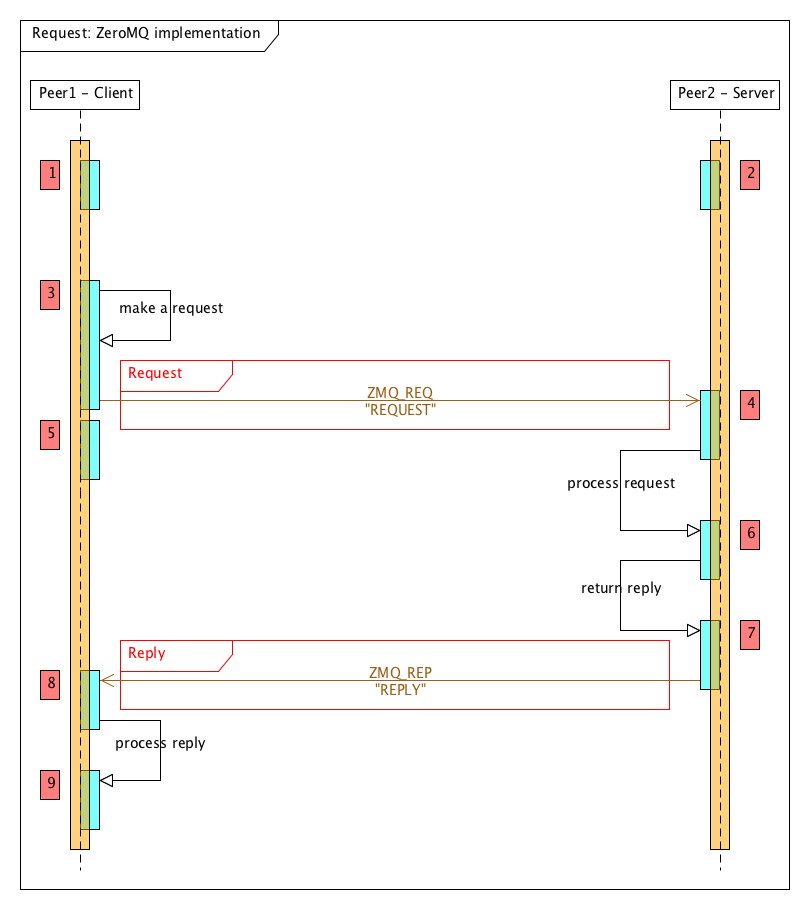 Request: ZeroMQ implementation
Peer1 – Client
Peer2 – Server
1
2
3
make a request
Request
ZMQ_REQ
"REQUEST"
4
5
process request
6
return reply
7
Reply
ZMQ_REP
"REPLY"
8
process reply
9